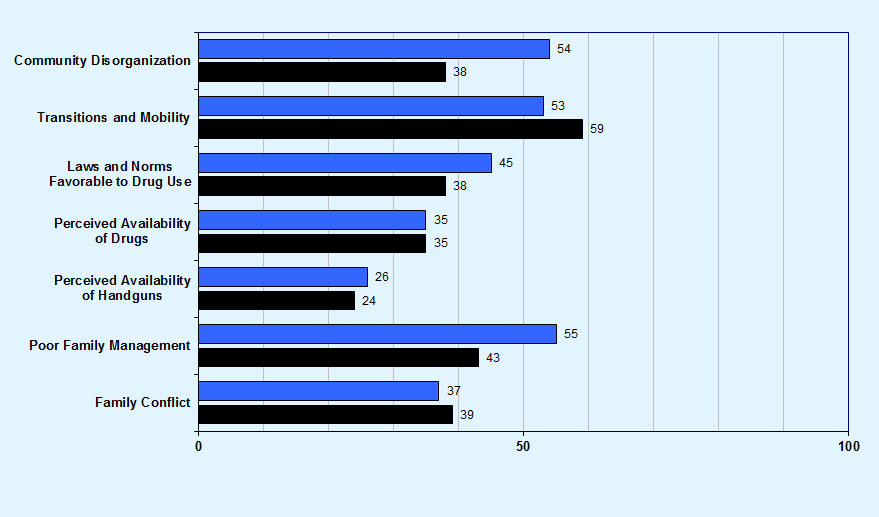 Community Disorganization
54
38
Transitions and Mobility
53
59
Laws and Norms
Favorable to Drug Use
45
38
Perceived Availability
of Drugs
35
35
Perceived Availability
of Handguns
26
24
Poor Family Management
55
43
Family Conflict
37
39
0 50 100